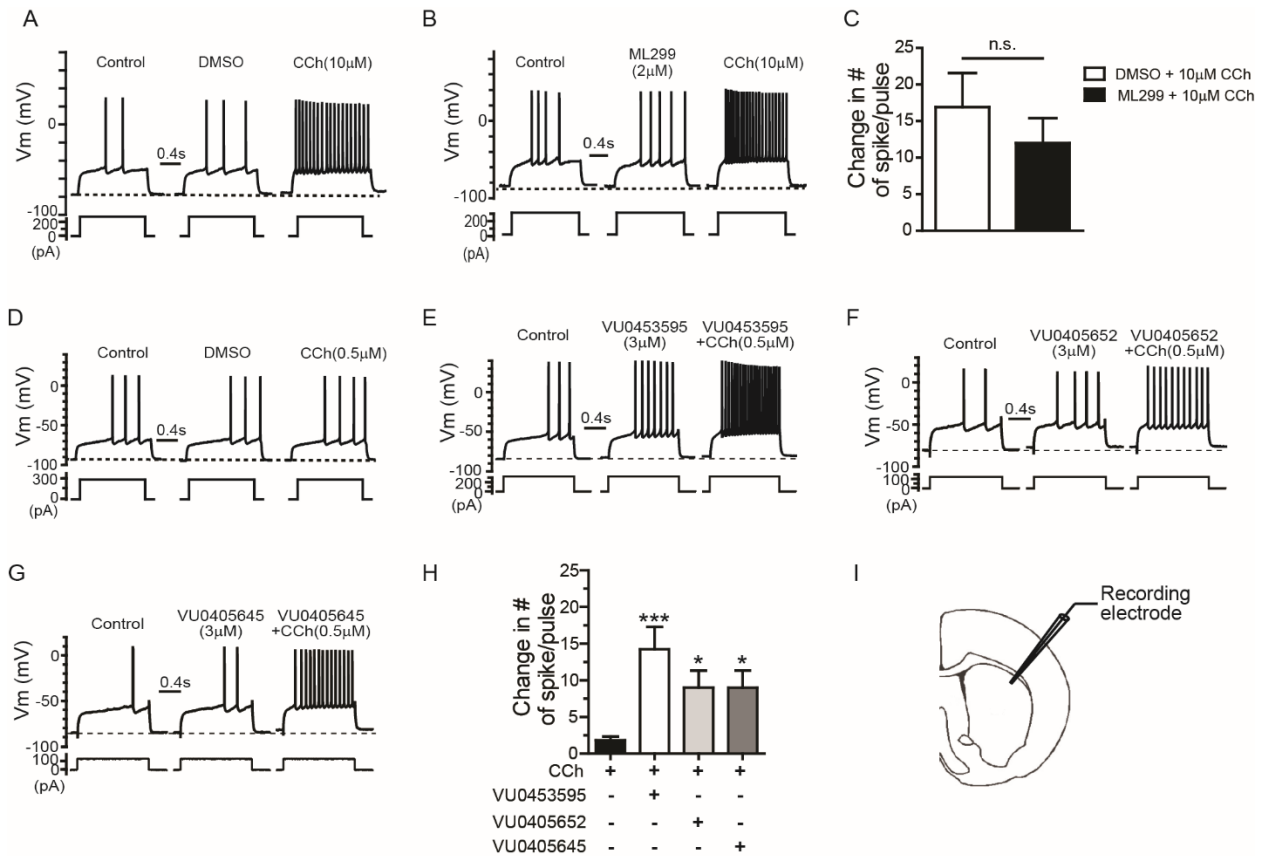 A
Control
DMSO
CCh(10µM)
Vm (mV)
0
0.4s
-100
200
0
(pA)
B
Control
ML299
(2µM)
CCh(10µM)
Vm (mV)
0
0.4s
-100
200
0
(pA)
C
Change in #
of spike/pulse
25
20
15
10
5
0
n.s.
DMSO + 10µM CCh
ML299 + 10µM CCh
D
Control
DMSO
CCh(0.5µM)
Vm (mV)
0
-50
-100
0.4s
300
0
(pA)
E
Control
VU0453595
(3µM)
VU0453595
+CCh(0.5µM)
Vm (mV)
0
-50
-100
0.4s
200
0
(pA)
F
Control
VU0405652
(3µM)
VU0405652
+CCh(0.5µM)
Vm (mV)
0
-50
-100
0.4s
100
0
(pA)
G
Control
VU0405645
(3µM)
VU0405645
+CCh(0.5µM)
Vm (mV)
0
-50
-100
0.4s
100
0
(pA)
H
Change in #
of spike/pulse
25
20
15
10
5
0
***
*
*
CCh + + + +
VU0453595 - + - -
VU0405652 - - + -
VU0405645 - - - +
I
Recording
electrode